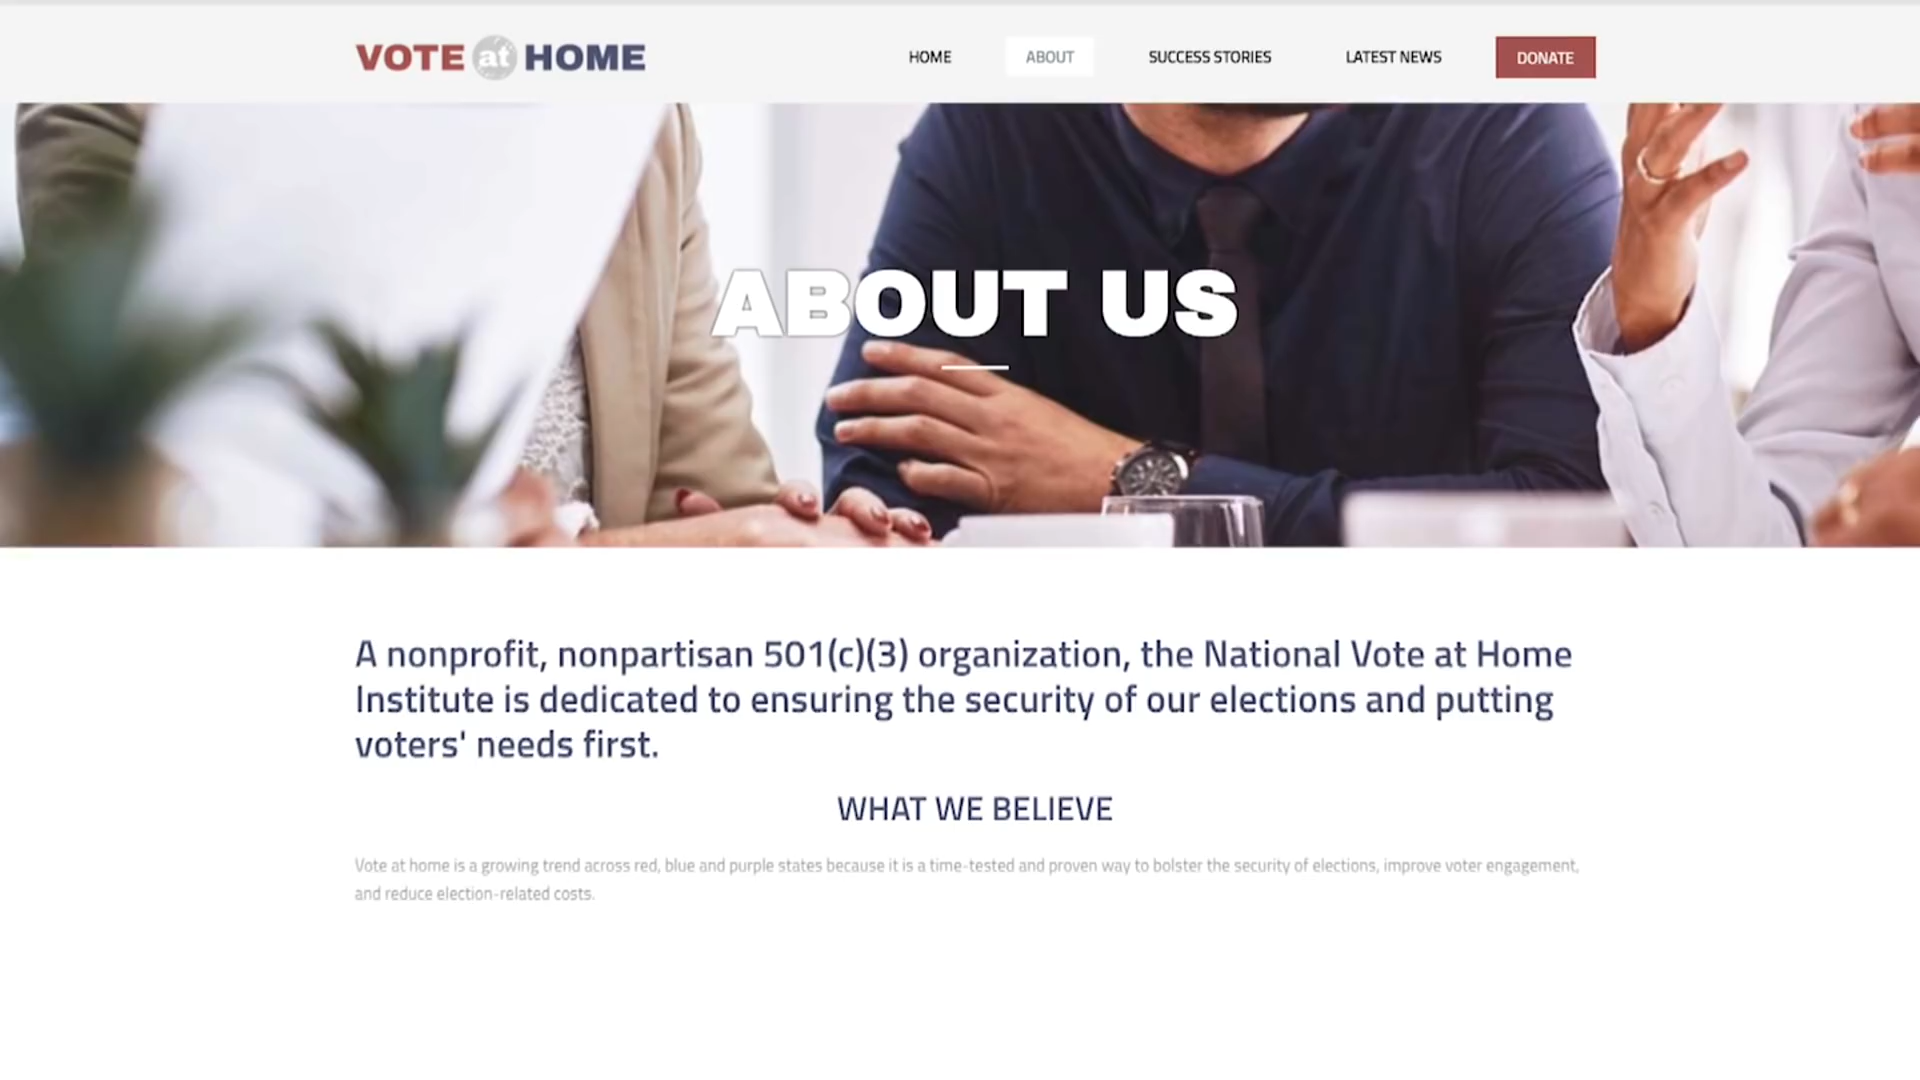 VOTE at HOME
HOME
ABOUT
SUCCESS STORIES
LATEST NEWS
DONATE
ABOUT US
A nonprofit, nonpartisan 501(c)(3) organization, the National Vote at Home
Institute is dedicated to ensuring the security of our elections and putting
voters' needs first.
WHAT WE BELIEVE
Vote at home is a growing trend across red, blue and purple states because it is a time-tested and proven way to bolster the security of elections, improve voter engagement,
and reduce election-related costs.